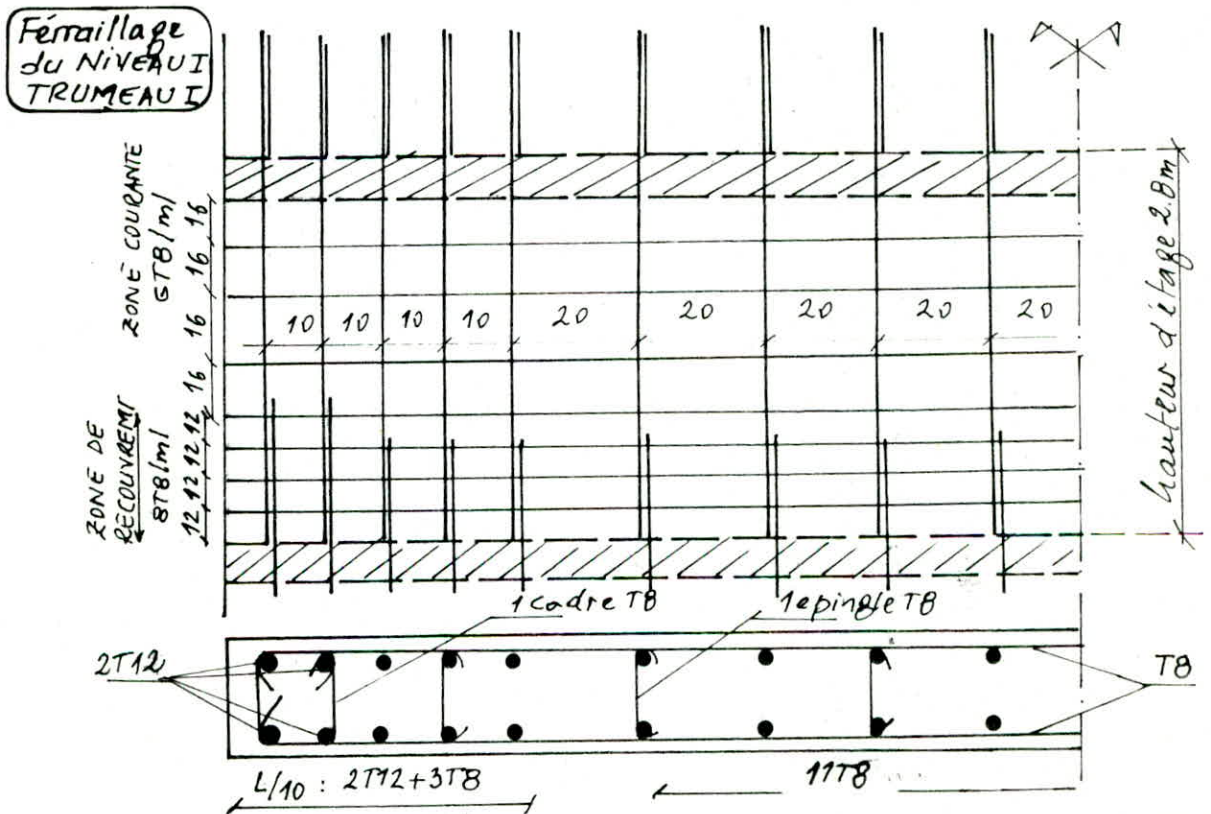 Férraillage
du NIVEAU I
TRUMEAU I
ZONE COURANTE
6T8/ml
16
16
16
16
ZONE DE
RECOUVREMT
8T8/ml
12
12
12
12
10
10
10
10
20
20
20
20
20
hauteur d'étage 2.8m
1 cadre T8
1 epingle T8
2T12
T8
L/10 : 2T12+3T8
11T8